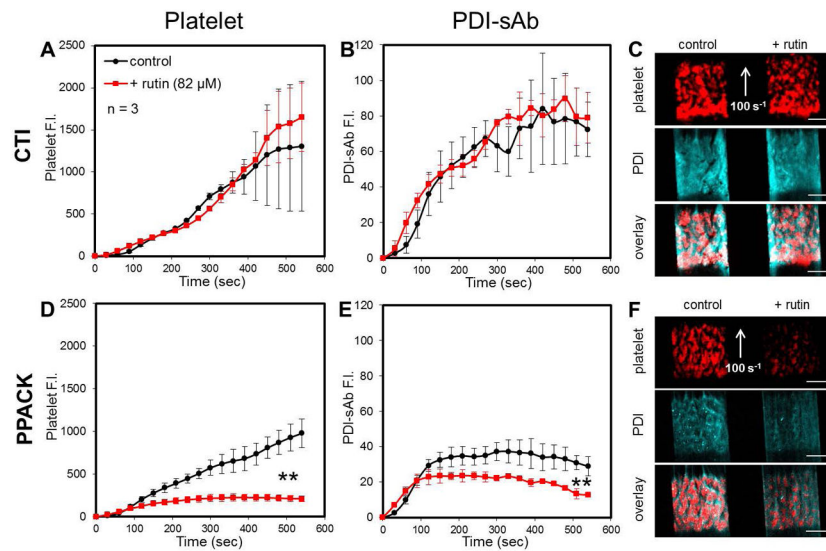 Platelet
PDI-sAb
A
2500
2000
1500
1000
500
0
0 100 200 300 400 500 600
Time (sec)
Platelet F.I.
control
+ rutin (82 µM)
n = 3
CTI
B
120
100
80
60
40
20
0
0 100 200 300 400 500 600
Time (sec)
PDI-sAb F.I.
C
control
+ rutin
platelet
100 s-1
PDI
overlay
D
2500
2000
1500
1000
500
0
0 100 200 300 400 500 600
Time (sec)
Platelet F.I.
**
PPACK
E
120
100
80
60
40
20
0
0 100 200 300 400 500 600
Time (sec)
PDI-sAb F.I.
**
F
control
+ rutin
platelet
100 s-1
PDI
overlay